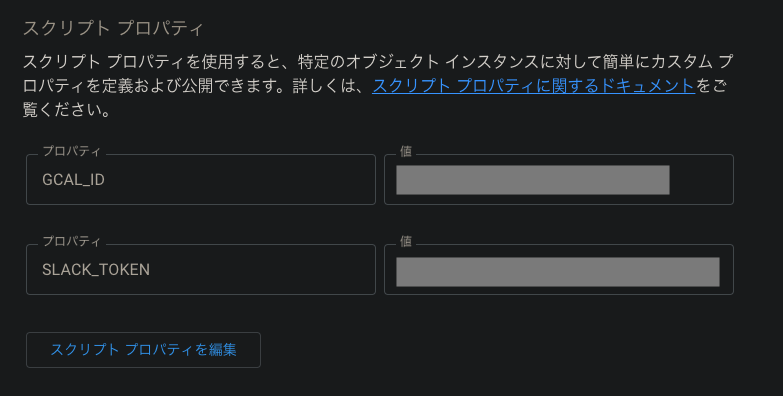 スクリプト プロパティ
スクリプト プロパティを使用すると、特定のオブジェクト インスタンスに対して簡単にカスタム プ
ロパティを定義および公開できます。詳しくは、スクリプト プロパティに関するドキュメントをご
覧ください。
プロパティ
値
GCAL_ID
プロパティ
値
SLACK_TOKEN
スクリプト プロパティを編集